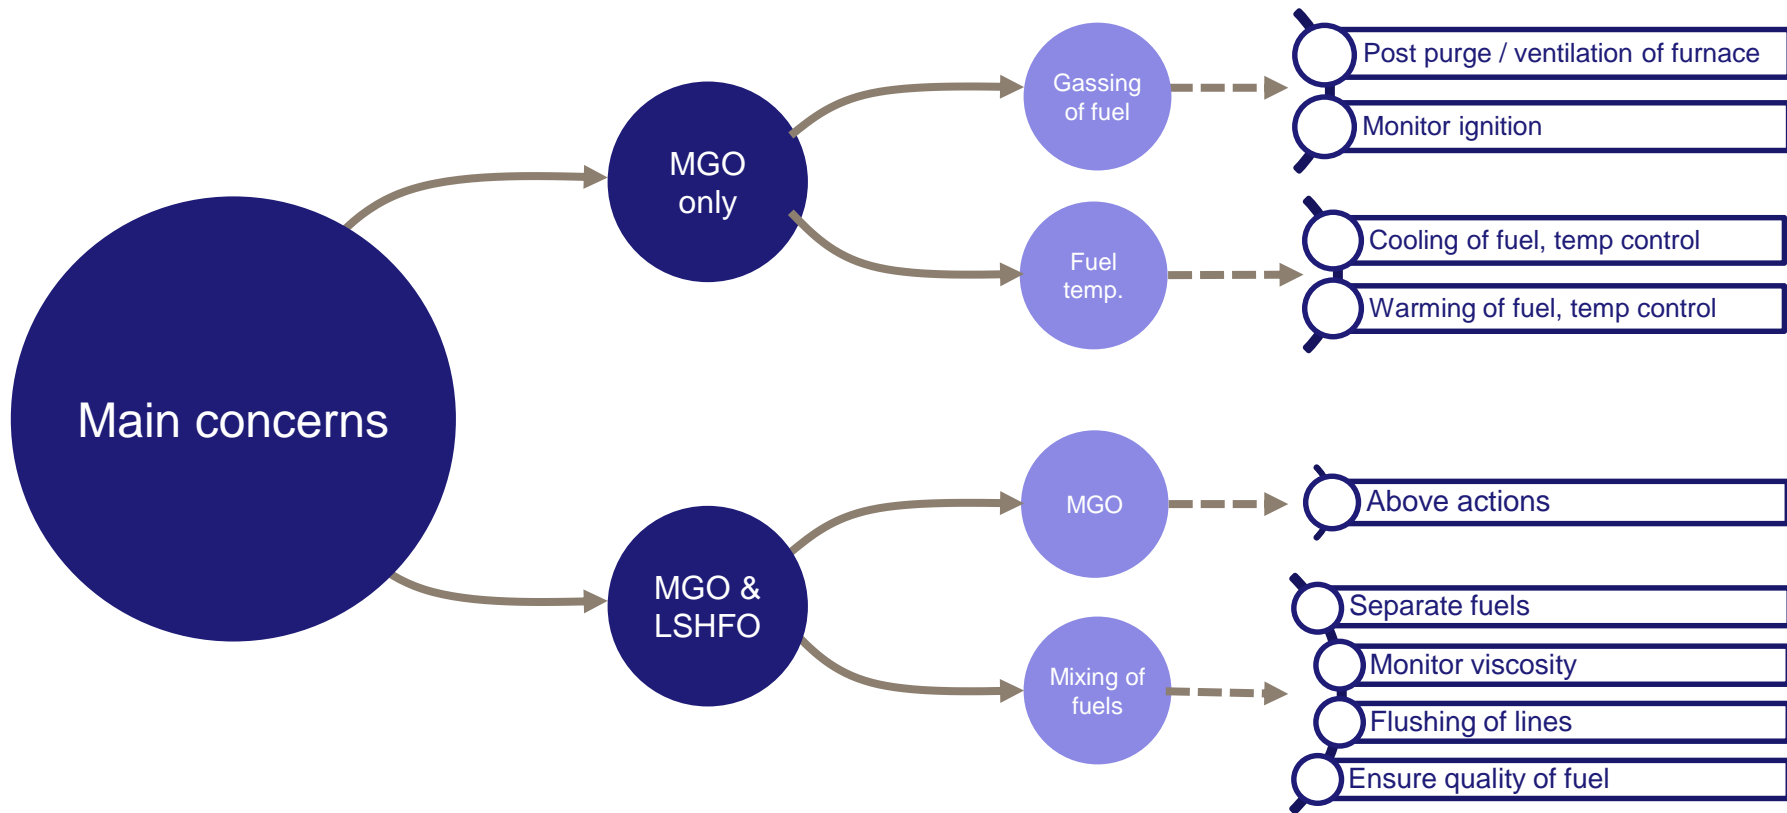 Main concerns
MGO
only
Gassing
of fuel
Post purge / ventilation of furnace
Monitor ignition
Fuel
temp.
Cooling of fuel, temp control
Warming of fuel, temp control
MGO &
LSHFO
MGO
Above actions
Mixing of
fuels
Separate fuels
Monitor viscosity
Flushing of lines
Ensure quality of fuel